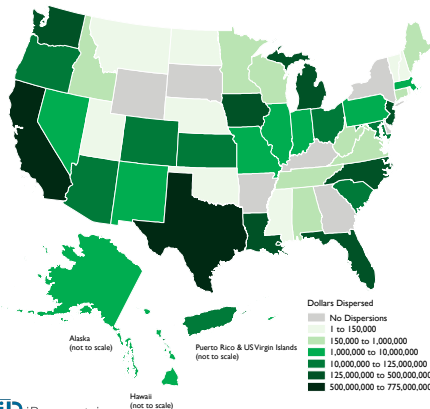 Alaska
(not to scale)
Hawaii
(not to scale)
Puerto Rico & US Virgin Islands
(not to scale)
Dollars Dispersed
No Dispersions
1 to 150,000
150,000 to 1,000,000
1,000,000 to 10,000,000
10,000,000 to 125,000,000
125,000,000 to 500,000,000
500,000,000 to 775,000,000